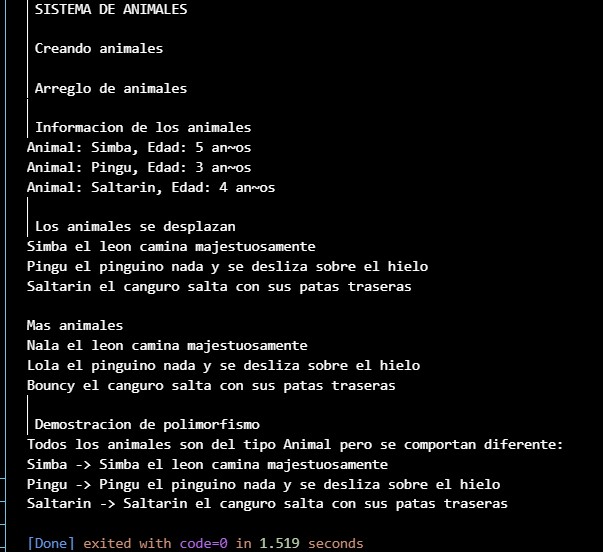 SISTEMA DE ANIMALES
Creando animales
Arreglo de animales
Informacion de los animales
Animal: Simba, Edad: 5 an~os
Animal: Pingu, Edad: 3 an~os
Animal: Saltarin, Edad: 4 an~os
Los animales se desplazan
Simba el leon camina majestuosamente
Pingu el pinguino nada y se desliza sobre el hielo
Saltarin el canguro salta con sus patas traseras
Mas animales
Nala el leon camina majestuosamente
Lola el pinguino nada y se desliza sobre el hielo
Bouncy el canguro salta con sus patas traseras
Demostracion de polimorfismo
Todos los animales son del tipo Animal pero se comportan diferente:
Simba -> Simba el leon camina majestuosamente
Pingu -> Pingu el pinguino nada y se desliza sobre el hielo
Saltarin -> Saltarin el canguro salta con sus patas traseras
[Done] exited with code=0 in 1.519 seconds